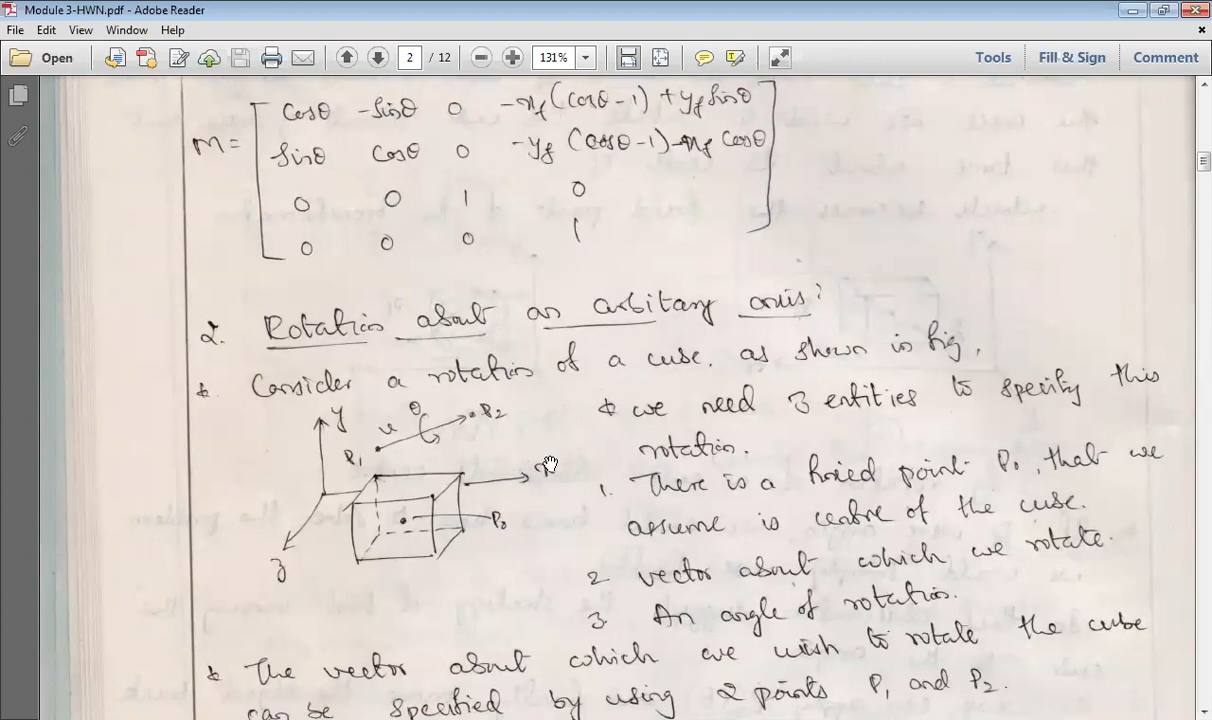 Module 3-HWN.pdf - Adobe Reader
File Edit View Window Help
Open 2 / 12 131% Tools Fill & Sign Comment
M = Cosθ -Sinθ 0 -xf(cosθ-1)+yfSinθ
Sinθ Cosθ 0 -yf (cosθ-1) - Cosθ
0 0 1 0
0 0 0 1
2. Rotation about an arbitary axis:
* Consider a rotation of a cube. as shown in fig.
y
u θ P2
P1
x
P0
z
* we need 3 entities to specify this
rotation.
1. There is a fixed point P0, that we
assume is centre of the cube.
2 vector about which we rotate.
3 An angle of rotation.
* The vector about which we wish to rotate the cube
can be specified by using 2 points P1 and P2.